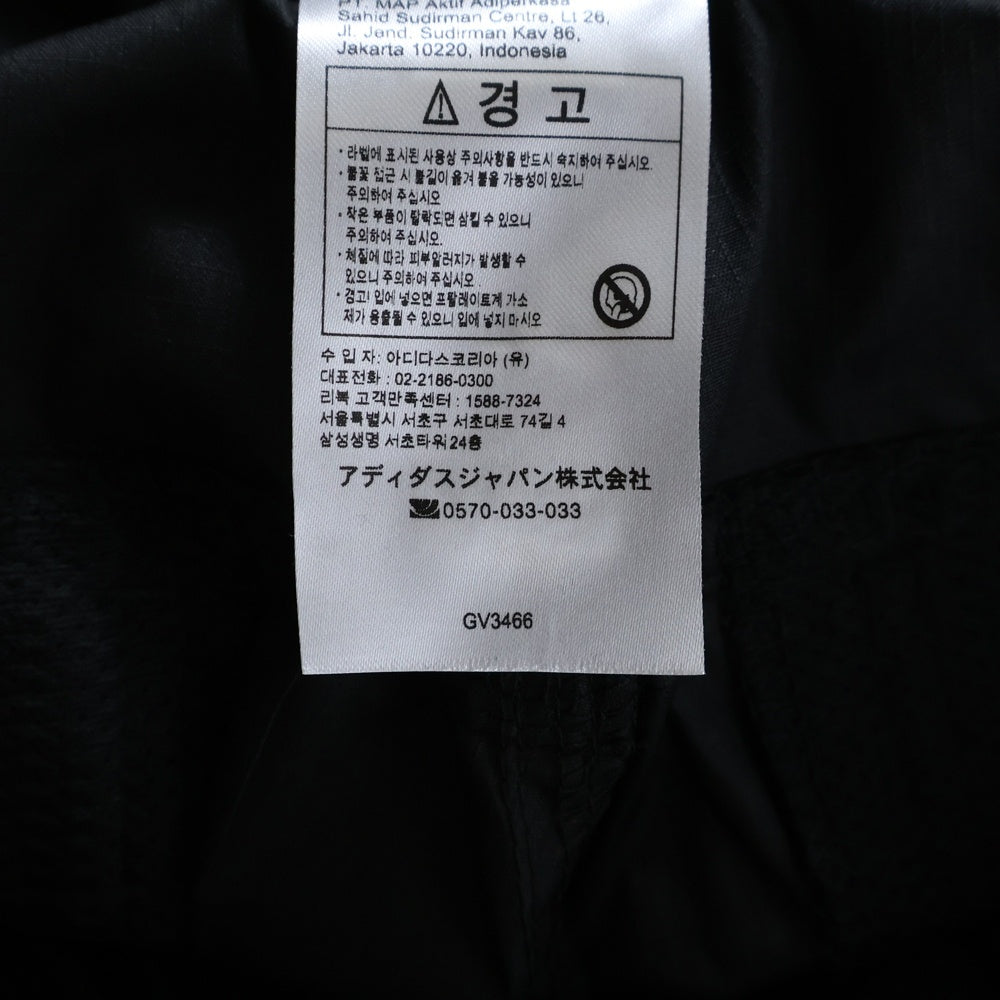 PT. MAP Aktif Adiperkasa
Sahid Sudirman Centre, Lt 26,
Jl. Jend. Sudirman Kav 86,
Jakarta 10220, Indonesia
경 고
· 라벨에 표시된 사용상 주의사항을 반드시 숙지하여 주십시오.
· 불꽃 접근 시 불길이 옮겨 붙을 가능성이 있으니
주의하여 주십시오
· 작은 부품이 탈락되면 삼킬 수 있으니
주의하여 주십시오.
· 체질에 따라 피부알러지가 발생할 수
있으니 주의하여 주십시오
· 경고! 입에 넣으면 프탈레이트계 가소
제가 용출될 수 있으니 입에 넣지 마시오
수 입 자: 아디다스코리아 (유)
대표전화 : 02-2186-0300
리복 고객만족센터 : 1588-7324
서울특별시 서초구 서초대로 74길 4
삼성생명 서초타워 24층
アディダスジャパン株式会社
0570-033-033
GV3466